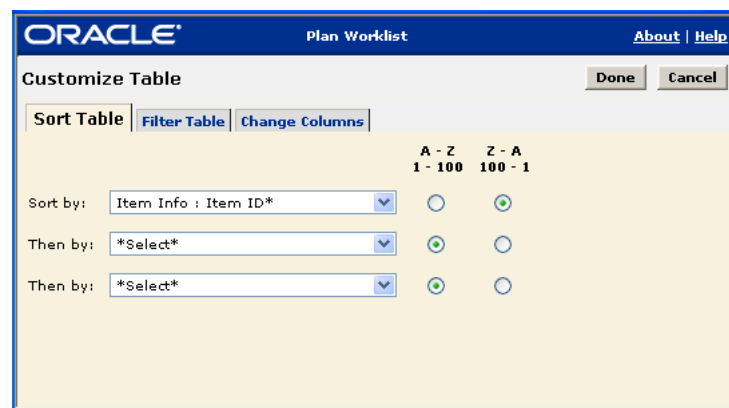 ORACLE Plan Worklist About | Help
Customize Table Done Cancel
Sort Table Filter Table Change Columns
A - Z Z - A
1 - 100 100 - 1
Sort by: Item Info : Item ID*
Then by: *Select*
Then by: *Select*